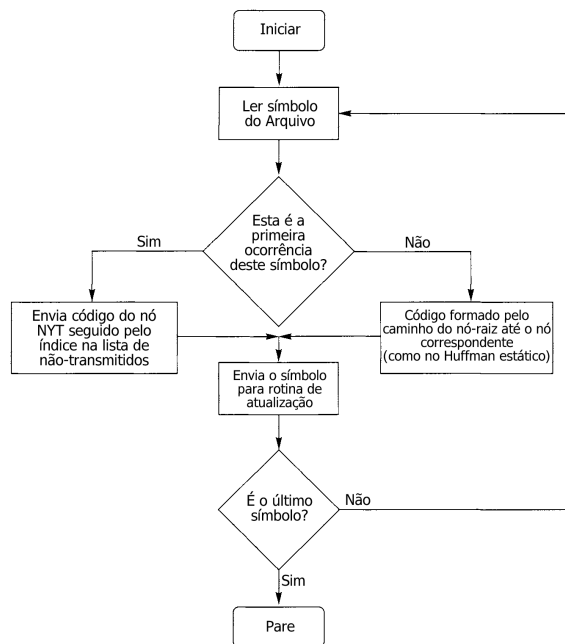 Iniciar
Ler símbolo
do Arquivo
Esta é a
primeira
ocorrência
deste símbolo?
Sim
Não
Envia código do nó
NYT seguido pelo
índice na lista de
não-transmitidos
Código formado pelo
caminho do nó-raiz até o nó
correspondente
(como no Huffman estático)
Envia o símbolo
para rotina de
atualização
É o último
símbolo?
Não
Sim
Pare